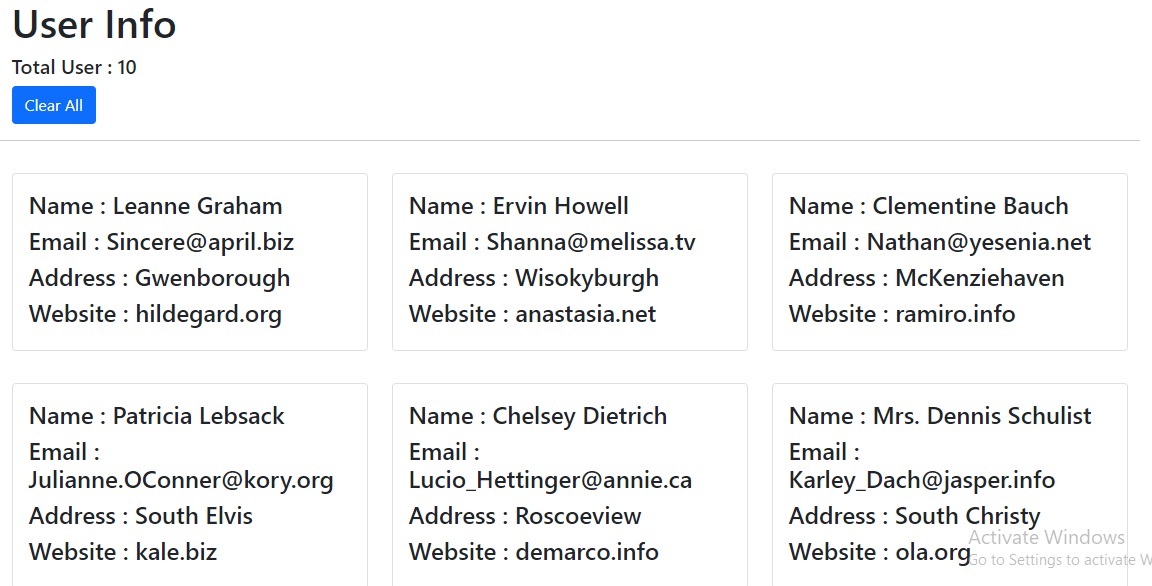 User Info
Total User : 10
Clear All
Name : Leanne Graham
Email : Sincere@april.biz
Address : Gwenborough
Website : hildegard.org
Name : Ervin Howell
Email : Shanna@melissa.tv
Address : Wisokyburgh
Website : anastasia.net
Name : Clementine Bauch
Email : Nathan@yesenia.net
Address : McKenziehaven
Website : ramiro.info
Name : Patricia Lebsack
Email :
Julianne.OConner@kory.org
Address : South Elvis
Website : kale.biz
Name : Chelsey Dietrich
Email :
Lucio_Hettinger@annie.ca
Address : Roscoeview
Website : demarco.info
Name : Mrs. Dennis Schulist
Email :
Karley_Dach@jasper.info
Address : South Christy
Website : ola.org
Activate Windows
Go to Settings to activate W